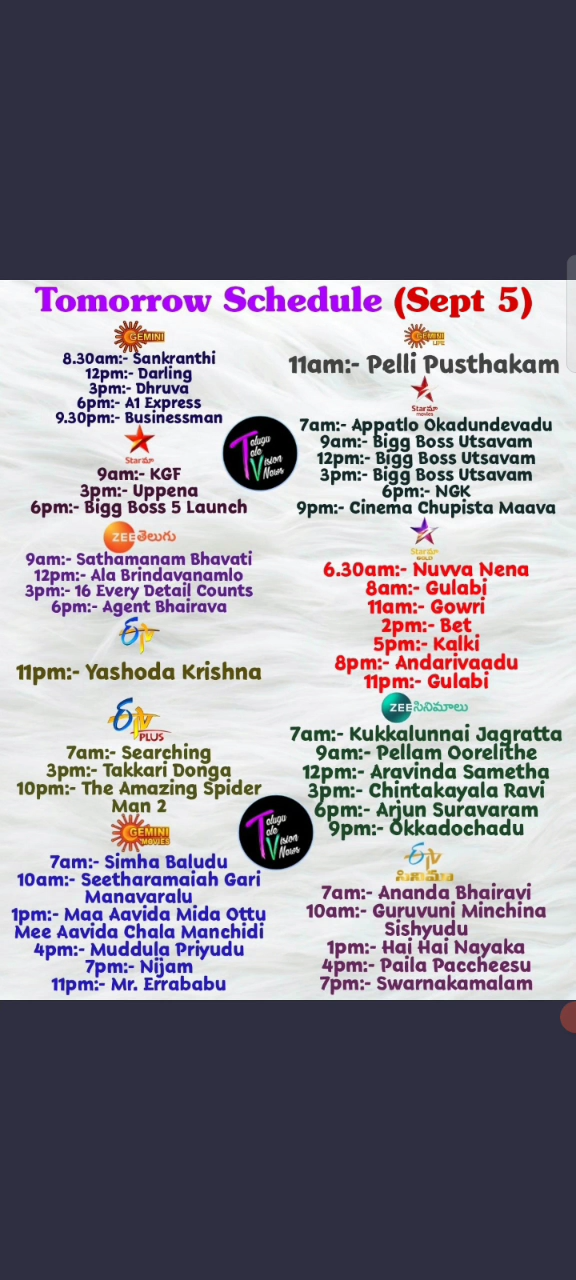 Tomorrow Schedule (Sept 5)
GEMINI
8.30am:- Sankranthi
12pm:- Darling
3pm:- Dhruva
6pm:- A1 Express
9.30pm:- Businessman
Star మా
9am:- KGF
3pm:- Uppena
6pm:- Bigg Boss 5 Launch
ZEE తెలుగు
9am:- Sathamanam Bhavati
12pm:- Ala Brindavanamlo
3pm:- 16 Every Detail Counts
6pm:- Agent Bhairava
ఈtv
11pm:- Yashoda Krishna
ఈtv
PLUS
7am:- Searching
3pm:- Takkari Donga
10pm:- The Amazing Spider
Man 2
GEMINI
MOVIES
7am:- Simha Baludu
10am:- Seetharamaiah Gari
Manavaralu
1pm:- Maa Aavida Mida Ottu
Mee Aavida Chala Manchidi
4pm:- Muddula Priyudu
7pm:- Nijam
11pm:- Mr. Errababu
Telugu
Tele
Vision
News
GEMINI
LIFE
11am:- Pelli Pusthakam
Star మా
movies
7am:- Appatlo Okadundevadu
9am:- Bigg Boss Utsavam
12pm:- Bigg Boss Utsavam
3pm:- Bigg Boss Utsavam
6pm:- NGK
9pm:- Cinema Chupista Maava
Star మా
GOLD
6.30am:- Nuvva Nena
8am:- Gulabi
11am:- Gowri
2pm:- Bet
5pm:- Kalki
8pm:- Andarivaadu
11pm:- Gulabi
ZEE సినిమాలు
7am:- Kukkalunnai Jagratta
9am:- Pellam Oorelithe
12pm:- Aravinda Sametha
3pm:- Chintakayala Ravi
6pm:- Arjun Suravaram
9pm:- Okkadochadu
Telugu
Tele
Vision
News
ఈtv
సినిమా
7am:- Ananda Bhairavi
10am:- Guruvuni Minchina
Sishyudu
1pm:- Hai Hai Nayaka
4pm:- Paila Paccheesu
7pm:- Swarnakamalam